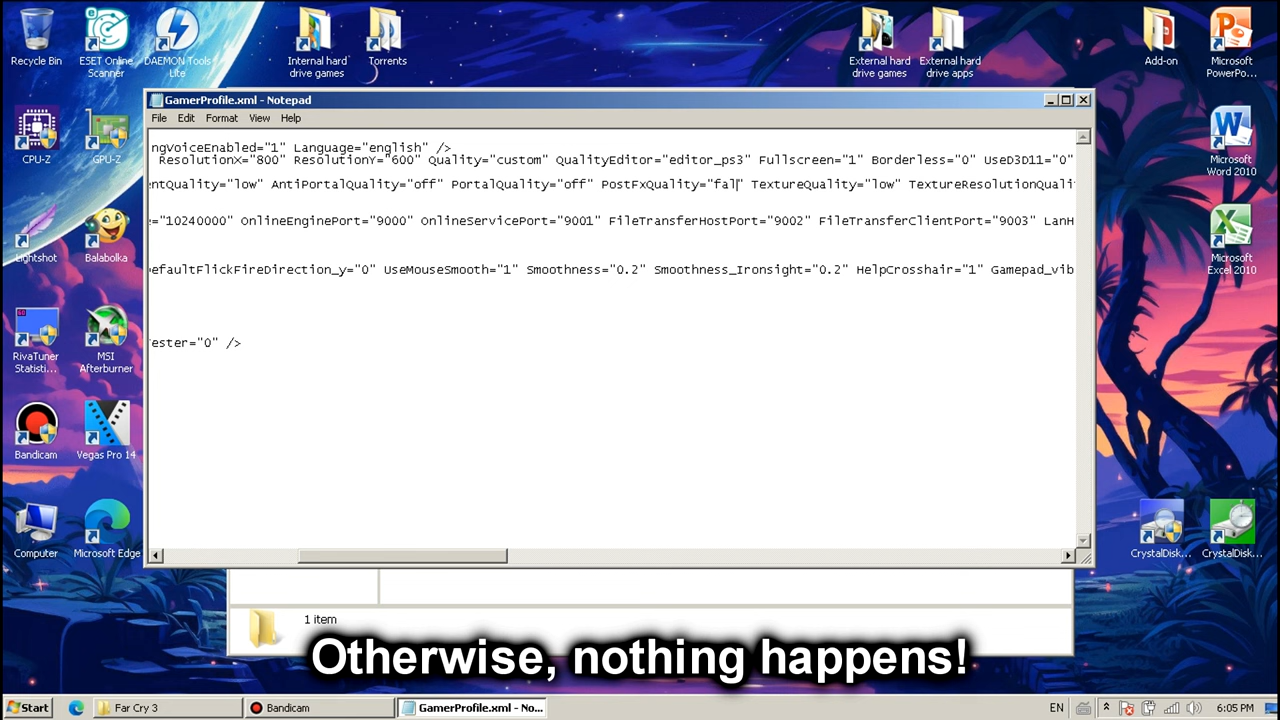 Recycle Bin
ESET Online
Scanner
DAEMON Tools
Lite
Internal hard
drive games
Torrents
External hard
drive games
External hard
drive apps
Add-on
Microsoft
PowerPo...
GamerProfile.xml - Notepad
File Edit Format View Help
ngVoiceEnabled="1" Language="english" />
ResolutionX="800" ResolutionY="600" Quality="custom" QualityEditor="editor_ps3" Fullscreen="1" Borderless="0" UseD3D11="0"
entQuality="low" AntiPortalQuality="off" PortalQuality="off" PostFxQuality="fal" TextureQuality="low" TextureResolutionQuali
="10240000" OnlineEnginePort="9000" OnlineServicePort="9001" FileTransferHostPort="9002" FileTransferClientPort="9003" LanH
efaultFlickFireDirection_y="0" UseMouseSmooth="1" Smoothness="0.2" Smoothness_Ironsight="0.2" HelpCrosshair="1" Gamepad_vib
ester="0" />
CPU-Z
GPU-Z
Microsoft
Word 2010
Lightshot
Balabolka
Microsoft
Excel 2010
60
RivaTuner
Statisti...
MSI
Afterburner
Bandicam
Vegas Pro 14
Computer
Microsoft Edge
CrystalDisk...
CrystalDisk...
1 item
Otherwise, nothing happens!
Start
Far Cry 3
Bandicam
GamerProfile.xml - No...
EN
6:05 PM